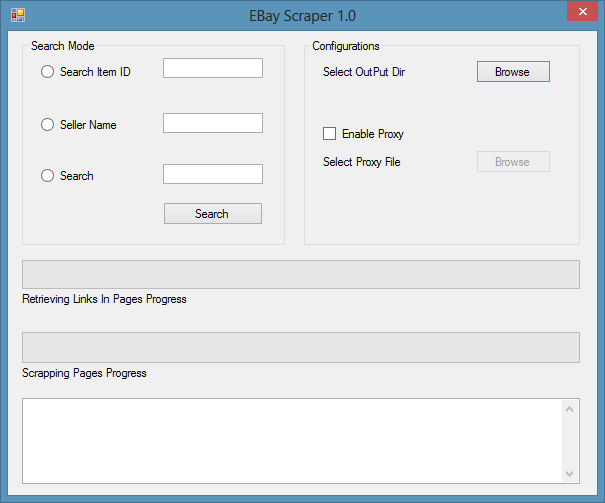 EBay Scraper 1.0
Search Mode
Search Item ID
Seller Name
Search
Search
Configurations
Select OutPut Dir
Browse
Enable Proxy
Select Proxy File
Browse
Retrieving Links In Pages Progress
Scrapping Pages Progress